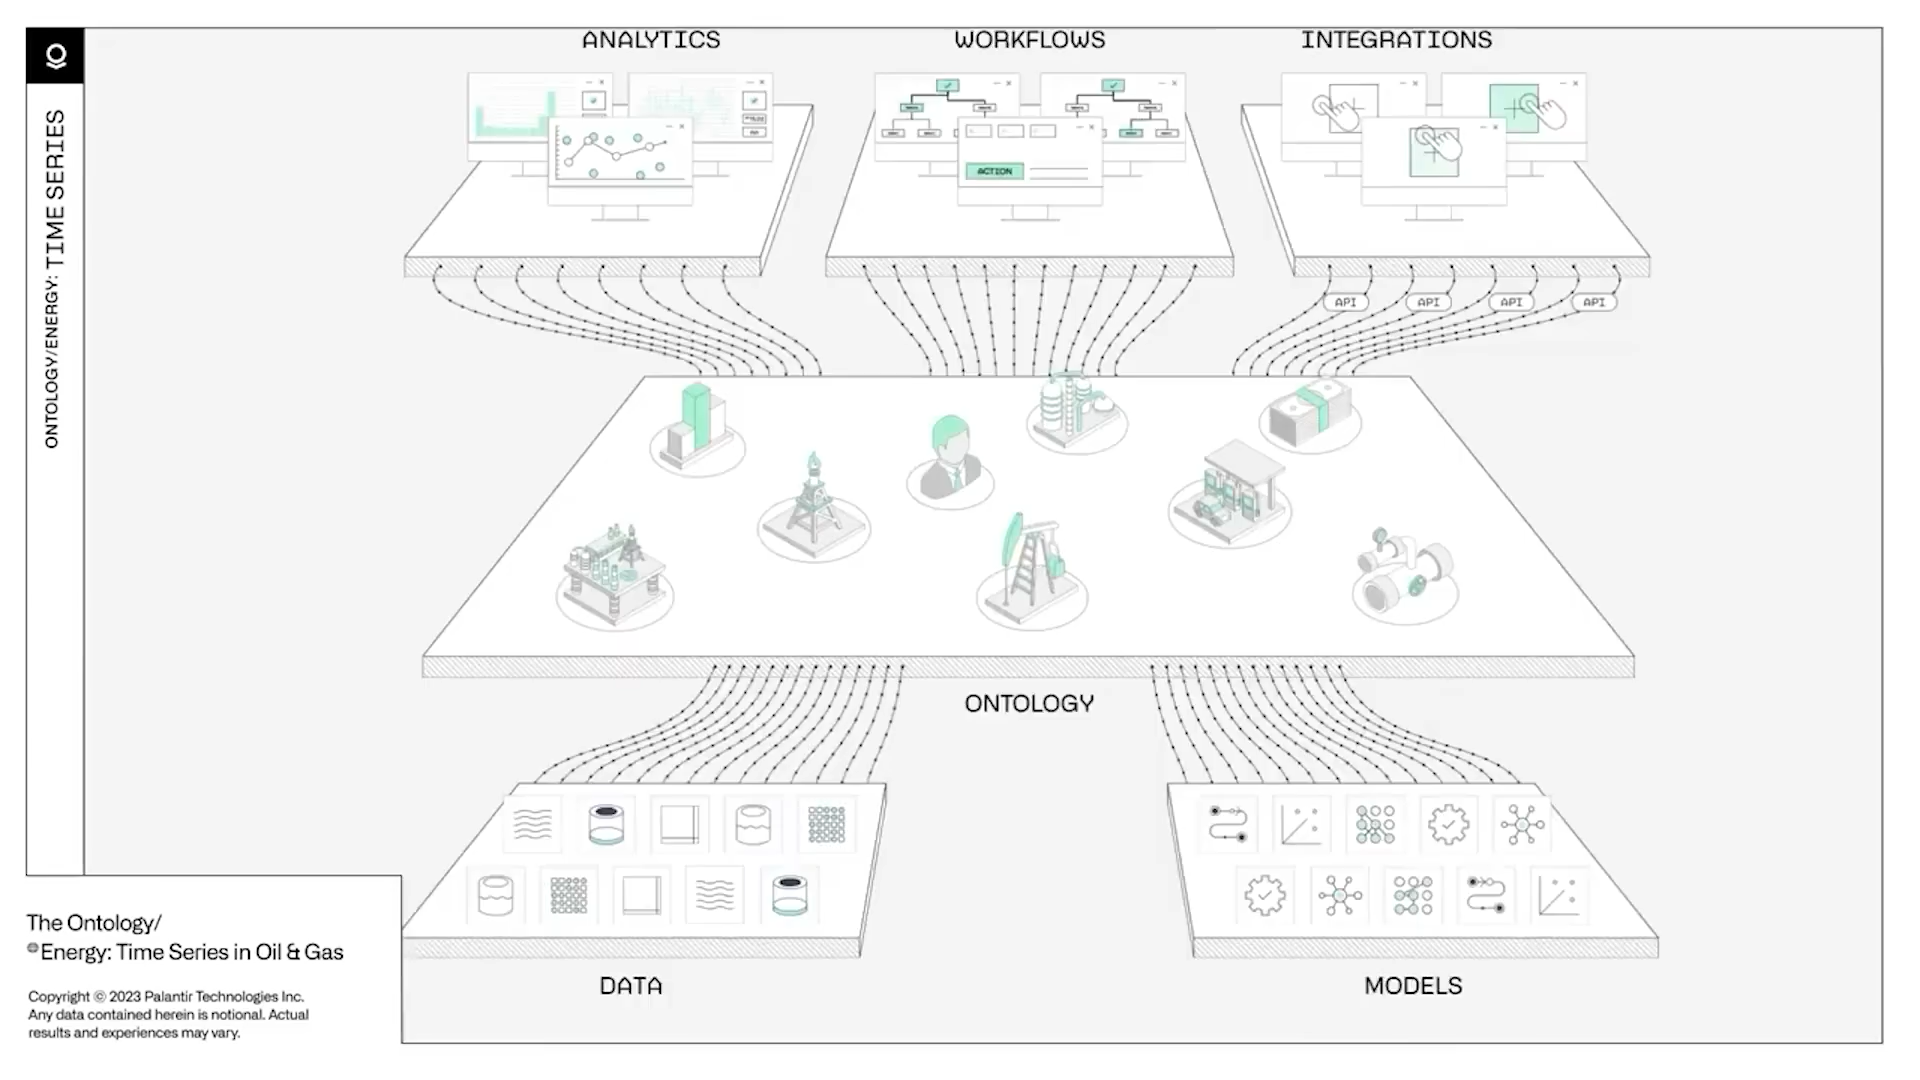 ANALYTICS
WORKFLOWS
INTEGRATIONS
ONTOLOGY/ENERGY: TIME SERIES
ACTION
API
API
API
API
ONTOLOGY
DATA
MODELS
The Ontology/
Energy: Time Series in Oil & Gas
Copyright © 2023 Palantir Technologies Inc.
Any data contained herein is notional. Actual
results and experiences may vary.